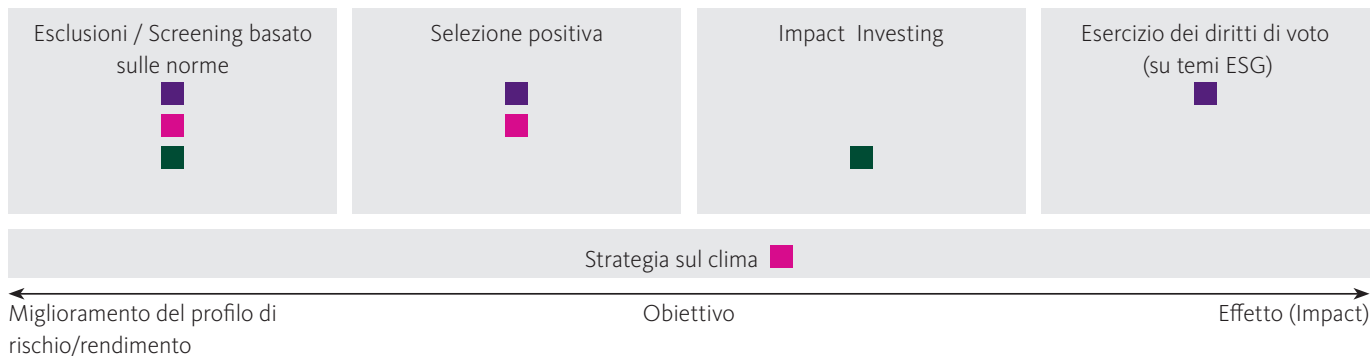 Esclusioni / Screening basato
sulle norme
Selezione positiva
Impact Investing
Esercizio dei diritti di voto
(su temi ESG)
Strategia sul clima
Miglioramento del profilo di
rischio/rendimento
Obiettivo
Effetto (Impact)